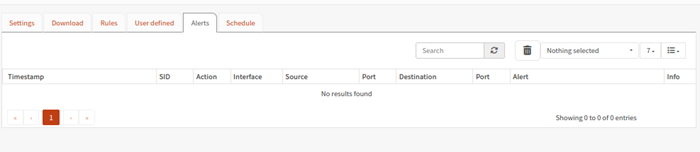 Settings Download Rules User defined Alerts Schedule
Search Nothing selected 7
Timestamp SID Action Interface Source Port Destination Port Alert Info
No results found
« ‹ 1 › » Showing 0 to 0 of 0 entries